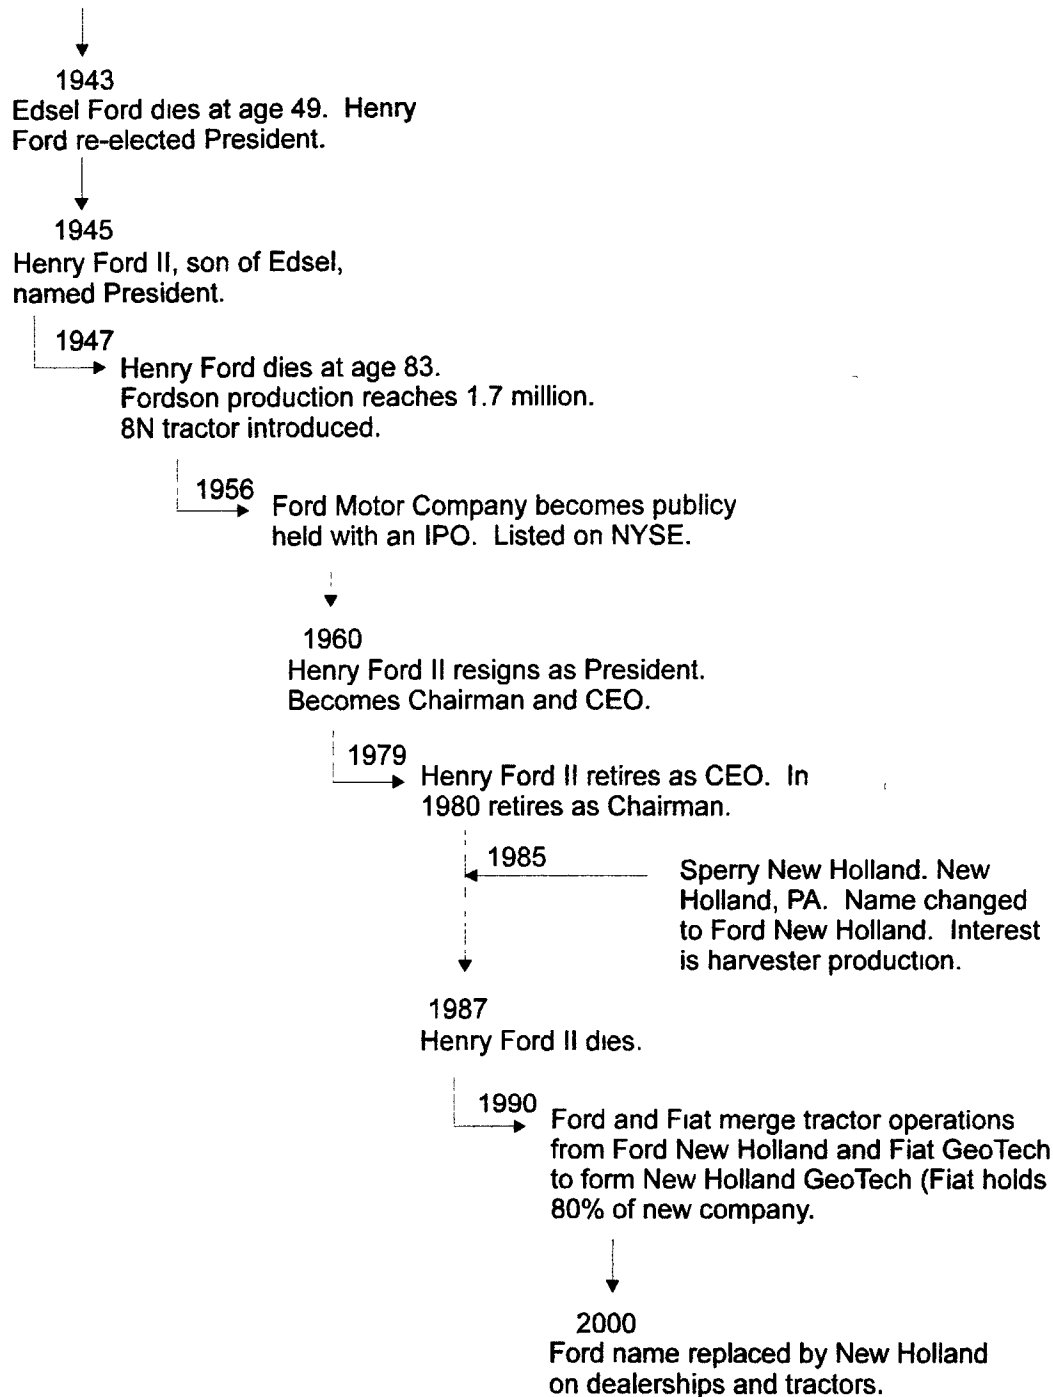 1943
Edsel Ford dies at age 49. Henry
Ford re-elected President.
1945
Henry Ford II, son of Edsel,
named President.
1947
Henry Ford dies at age 83.
Fordson production reaches 1.7 million.
8N tractor introduced.
1956
Ford Motor Company becomes publicy
held with an IPO. Listed on NYSE.
1960
Henry Ford II resigns as President.
Becomes Chairman and CEO.
1979
Henry Ford II retires as CEO. In
1980 retires as Chairman.
1985
Sperry New Holland. New
Holland, PA. Name changed
to Ford New Holland. Interest
is harvester production.
1987
Henry Ford II dies.
1990
Ford and Fiat merge tractor operations
from Ford New Holland and Fiat GeoTech
to form New Holland GeoTech (Fiat holds
80% of new company.
2000
Ford name replaced by New Holland
on dealerships and tractors.